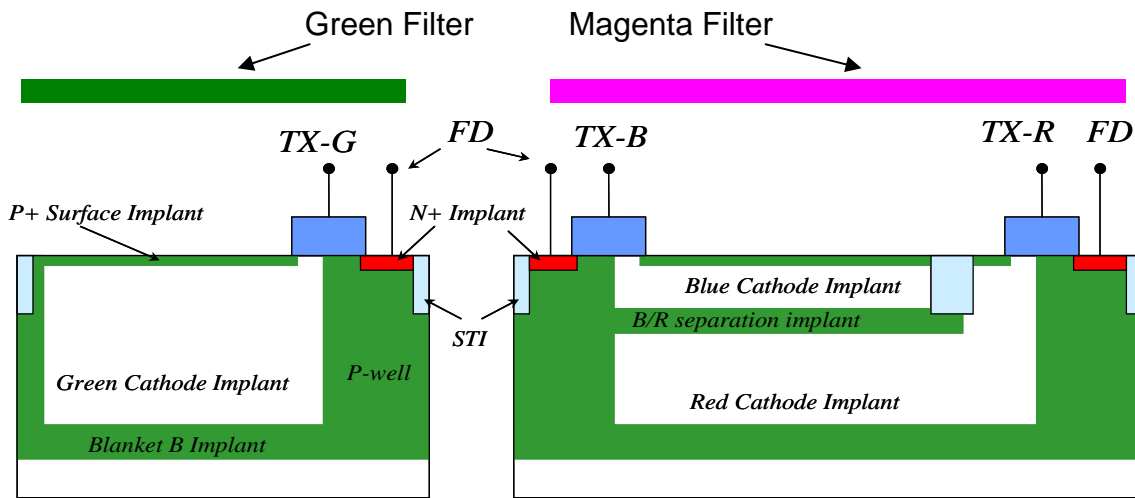 Green Filter
Magenta Filter
TX-G
FD
TX-B
TX-R
FD
P+ Surface Implant
N+ Implant
Blue Cathode Implant
B/R separation implant
STI
Green Cathode Implant
P-well
Red Cathode Implant
Blanket B Implant